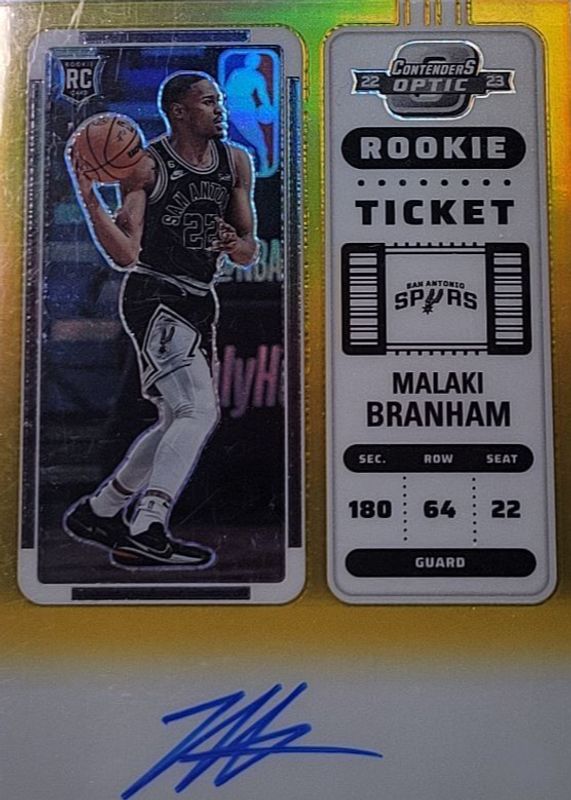 ROOKIE
RC
SAN ANTONIO
22
22 CONTENDERS 23
OPTIC
ROOKIE
TICKET
SAN ANTONIO
SPURS
MALAKI
BRANHAM
SEC. ROW SEAT
180 64 22
GUARD